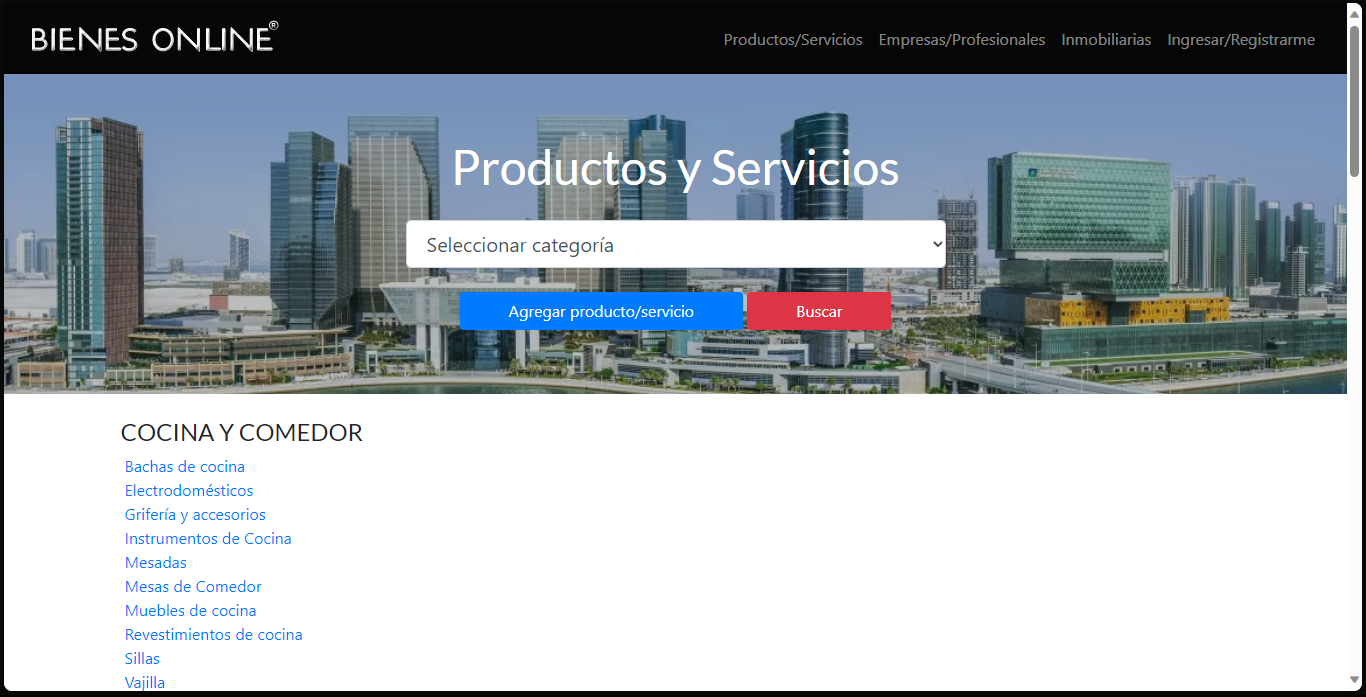 BIENES ONLINE®
Productos/Servicios Empresas/Profesionales Inmobiliarias Ingresar/Registrarme
Productos y Servicios
Seleccionar categoría
Agregar producto/servicio Buscar
COCINA Y COMEDOR
Bachas de cocina
Electrodomésticos
Grifería y accesorios
Instrumentos de Cocina
Mesadas
Mesas de Comedor
Muebles de cocina
Revestimientos de cocina
Sillas
Vajilla